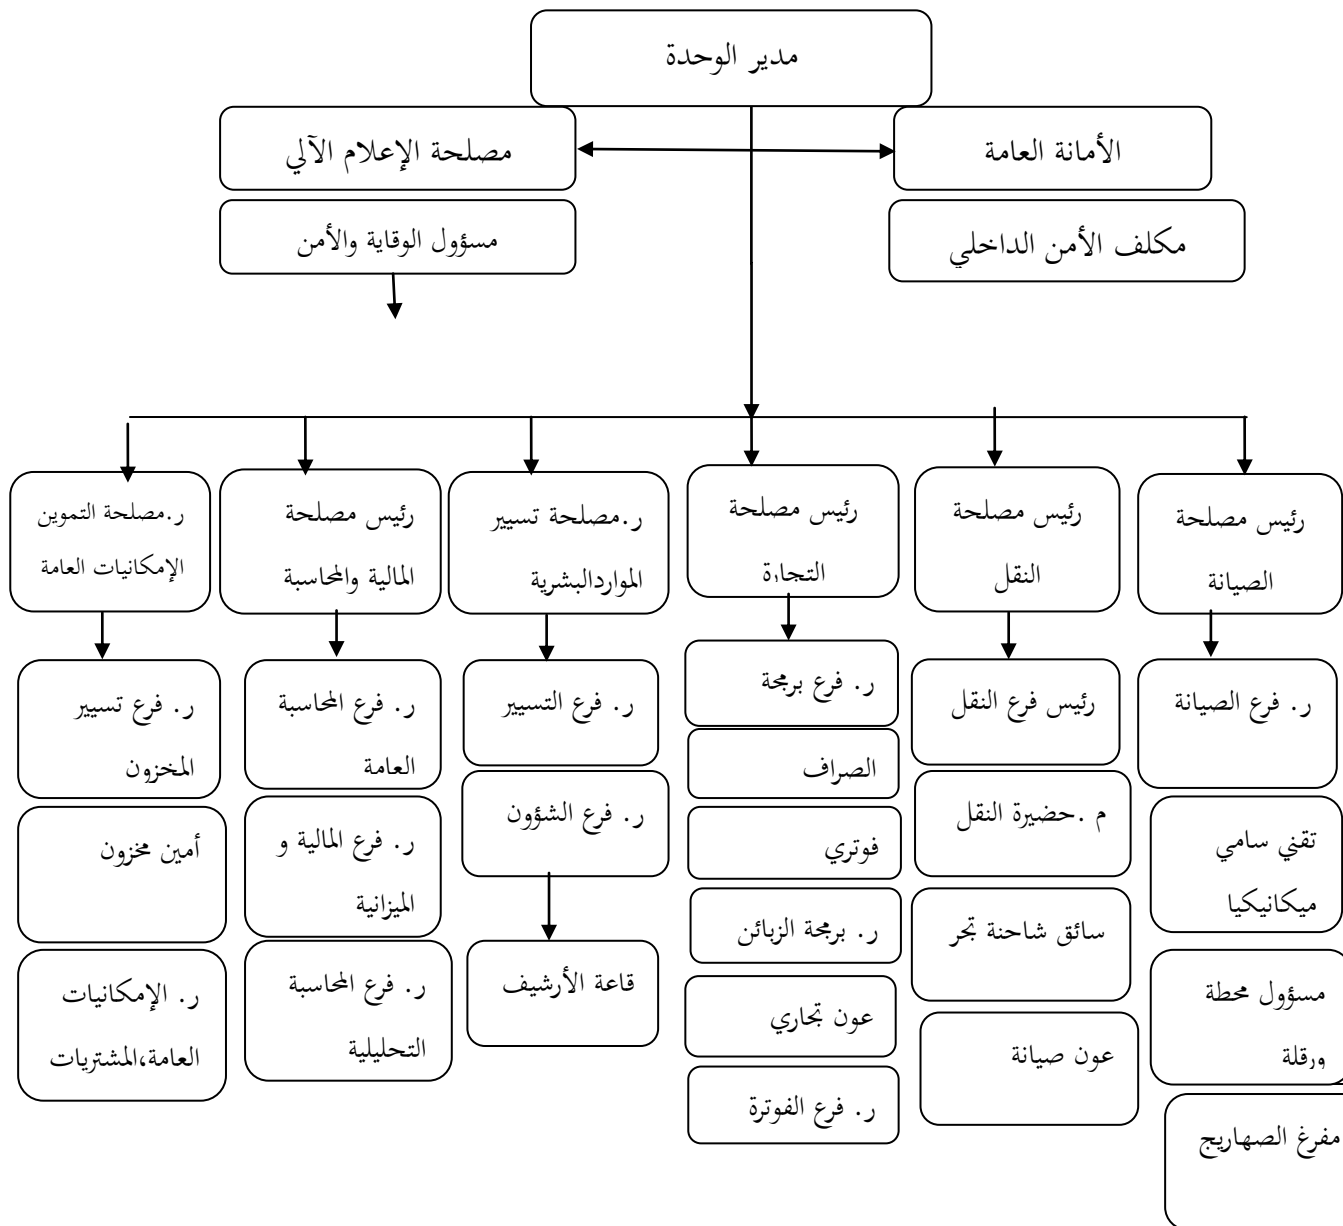 مدير الوحدة
الأمانة العامة
مصلحة الإعلام الآلي
مكلف الأمن الداخلي
مسؤول الوقاية والأمن
رئيس مصلحة
الصيانة
رئيس مصلحة
النقل
رئيس مصلحة
التجارة
ر.مصلحة تسيير
المواردالبشرية
رئيس مصلحة
المالية والمحاسبة
ر.مصلحة التموين
الإمكانيات العامة
ر. فرع الصيانة
تقني سامي
ميكانيكيا
مسؤول محطة
ورقلة
مفرغ الصهاريج
رئيس فرع النقل
م .حضيرة النقل
سائق شاحنة تجر
عون صيانة
ر. فرع برمجة
الصراف
فوتري
ر. برمجة الزبائن
عون تجاري
ر. فرع الفوترة
ر. فرع التسيير
ر. فرع الشؤون
قاعة الأرشيف
ر. فرع المحاسبة
العامة
ر. فرع المالية و
الميزانية
ر. فرع المحاسبة
التحليلية
ر. فرع تسيير
المخزون
أمين مخزون
ر. الإمكانيات
العامة،المشتريات